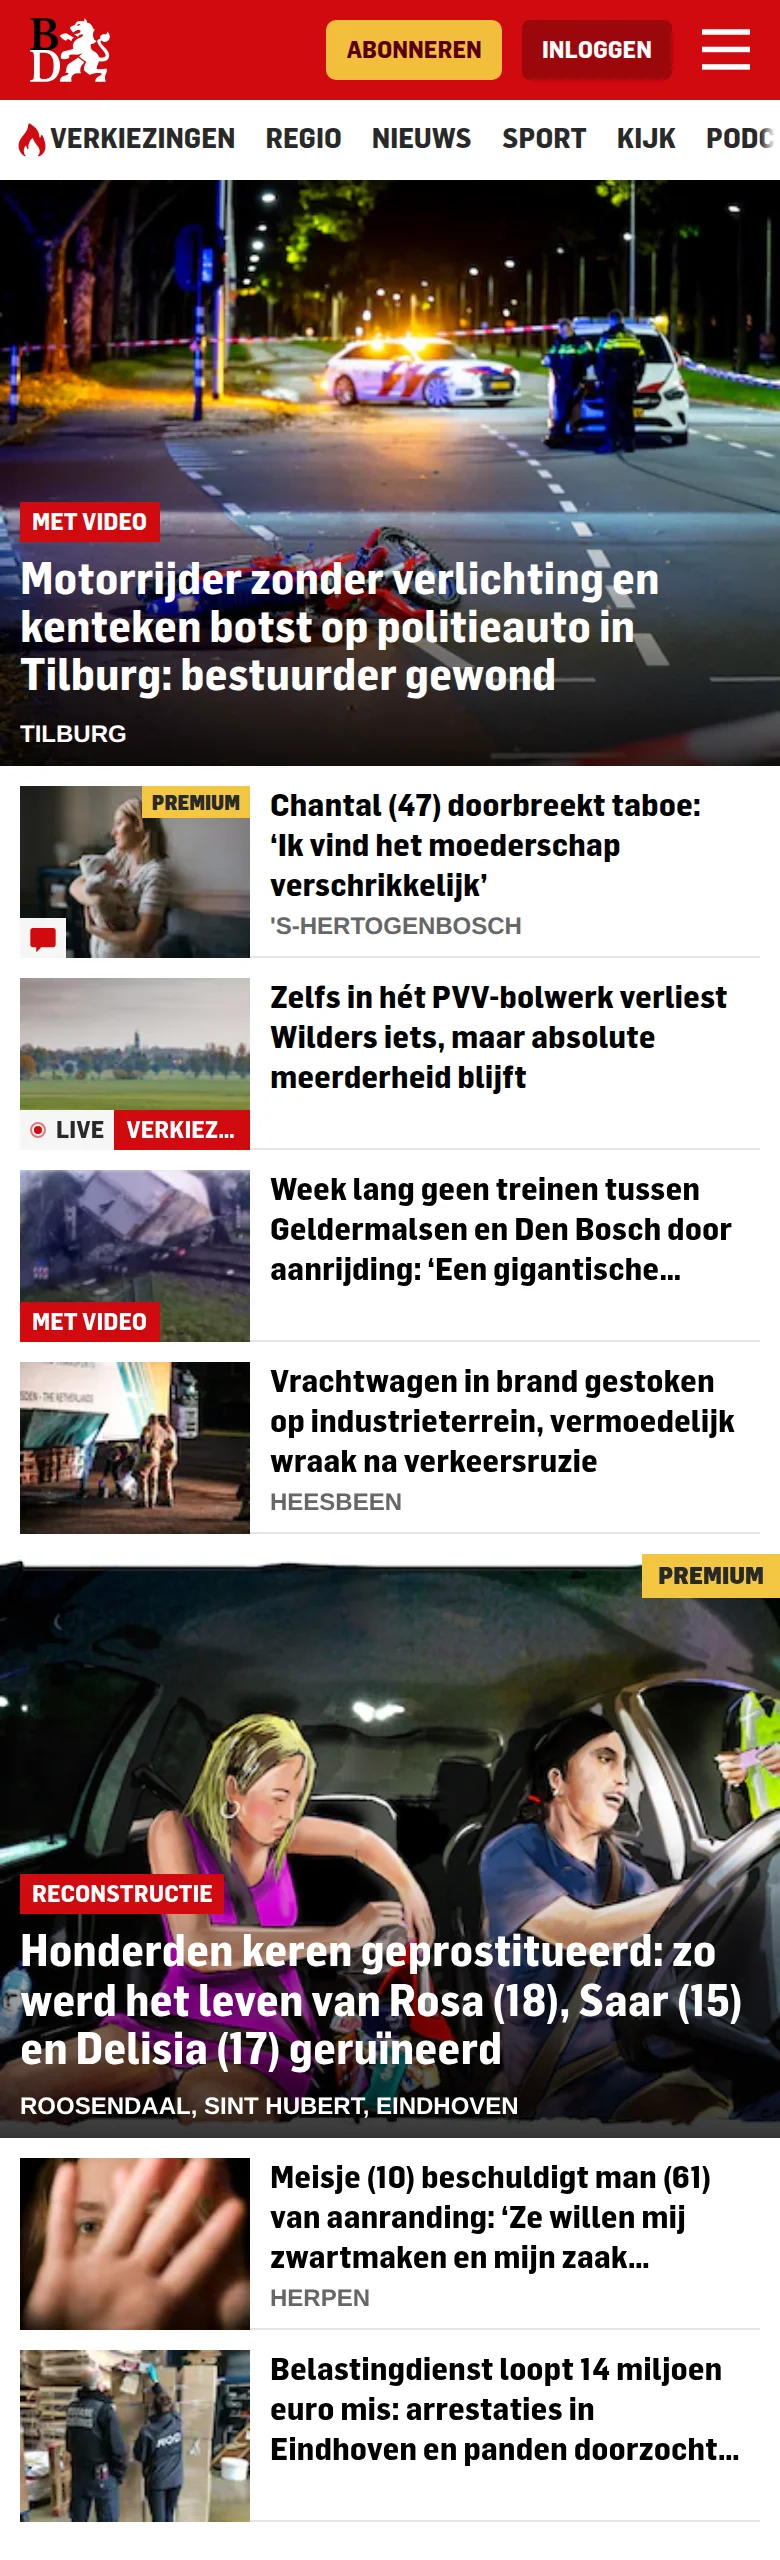 BD
ABONNEREN
INLOGGEN
VERKIEZINGEN REGIO NIEUWS SPORT KIJK PODC
MET VIDEO
Motorrijder zonder verlichting en
kenteken botst op politieauto in
Tilburg: bestuurder gewond
TILBURG
PREMIUM
Chantal (47) doorbreekt taboe:
‘Ik vind het moederschap
verschrikkelijk’
'S-HERTOGENBOSCH
Zelfs in hét PVV-bolwerk verliest
Wilders iets, maar absolute
meerderheid blijft
LIVE VERKIEZ...
Week lang geen treinen tussen
Geldermalsen en Den Bosch door
aanrijding: ‘Een gigantische...
MET VIDEO
Vrachtwagen in brand gestoken
op industrieterrein, vermoedelijk
wraak na verkeersruzie
HEESBEEN
THE NETHERLANDS
PREMIUM
RECONSTRUCTIE
Honderden keren geprostitueerd: zo
werd het leven van Rosa (18), Saar (15)
en Delisia (17) geruïneerd
ROOSENDAAL, SINT HUBERT, EINDHOVEN
Meisje (10) beschuldigt man (61)
van aanranding: ‘Ze willen mij
zwartmaken en mijn zaak...
HERPEN
Belastingdienst loopt 14 miljoen
euro mis: arrestaties in
Eindhoven en panden doorzocht...